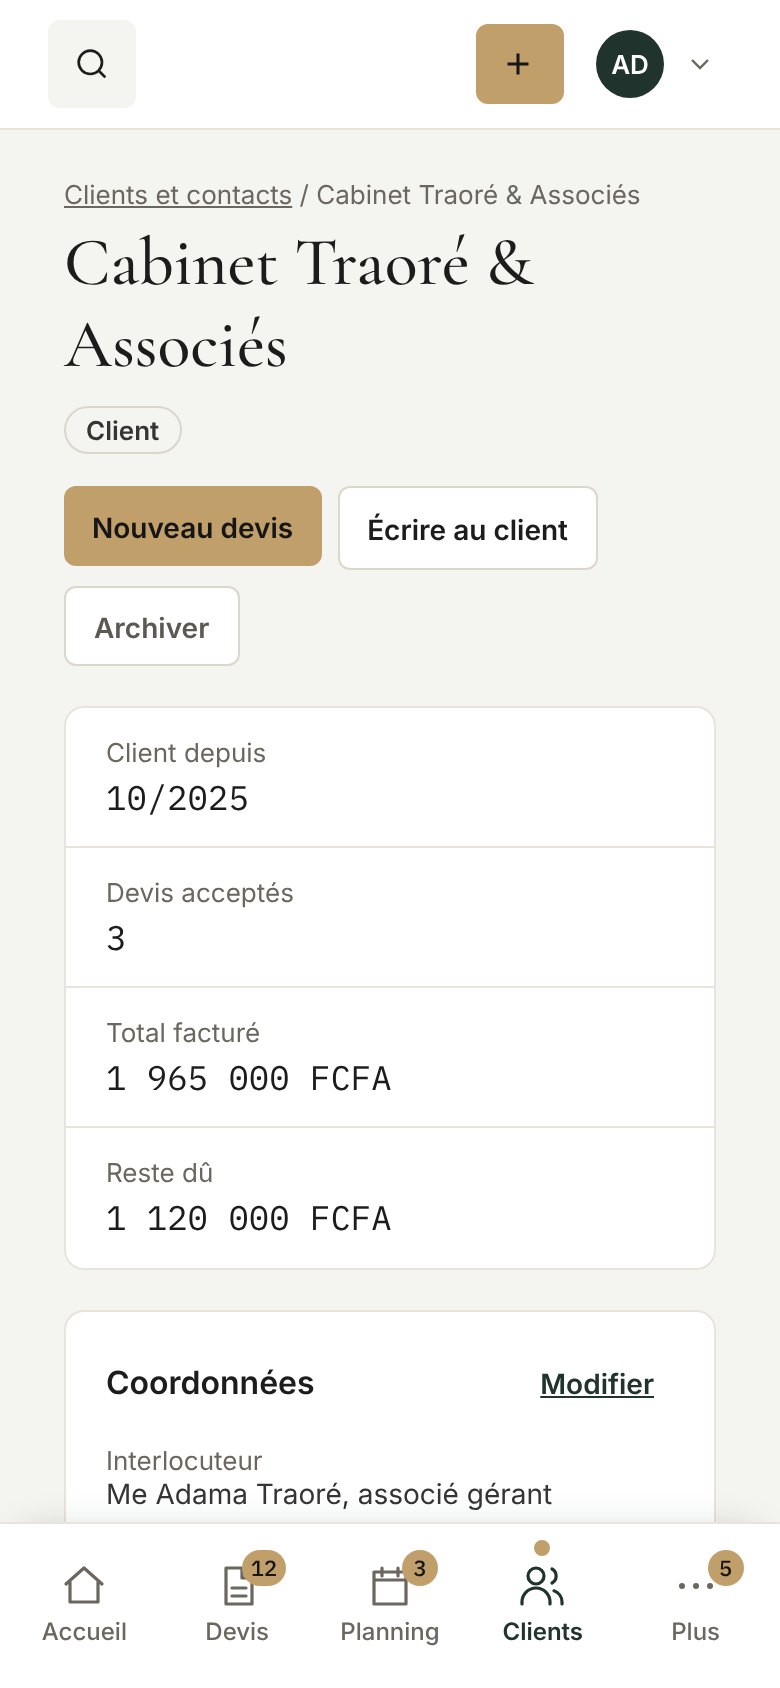 AD
Clients et contacts / Cabinet Traoré & Associés
Cabinet Traoré &
Associés
Client
Nouveau devis
Écrire au client
Archiver
Client depuis
10/2025
Devis acceptés
3
Total facturé
1 965 000 FCFA
Reste dû
1 120 000 FCFA
Coordonnées
Modifier
Interlocuteur
Me Adama Traoré, associé gérant
12
3
5
Accueil
Devis
Planning
Clients
Plus